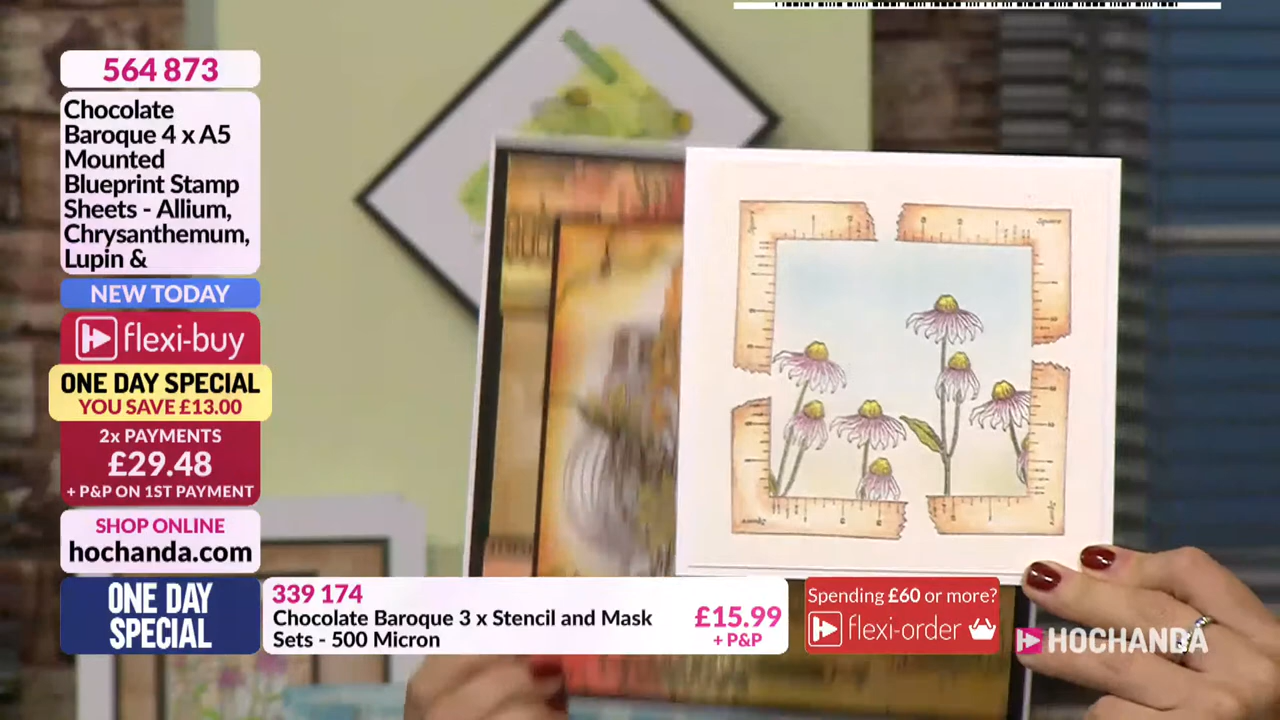 564 873
Chocolate
Baroque 4 x A5
Mounted
Blueprint Stamp
Sheets - Allium,
Chrysanthemum,
Lupin &
NEW TODAY
flexi-buy
ONE DAY SPECIAL
YOU SAVE £13.00
2x PAYMENTS
£29.48
+ P&P ON 1ST PAYMENT
SHOP ONLINE
hochanda.com
ONE DAY
SPECIAL
339 174
Chocolate Baroque 3 x Stencil and Mask
Sets - 500 Micron
£15.99
+ P&P
Spending £60 or more?
flexi-order
HOCHANDA
Square